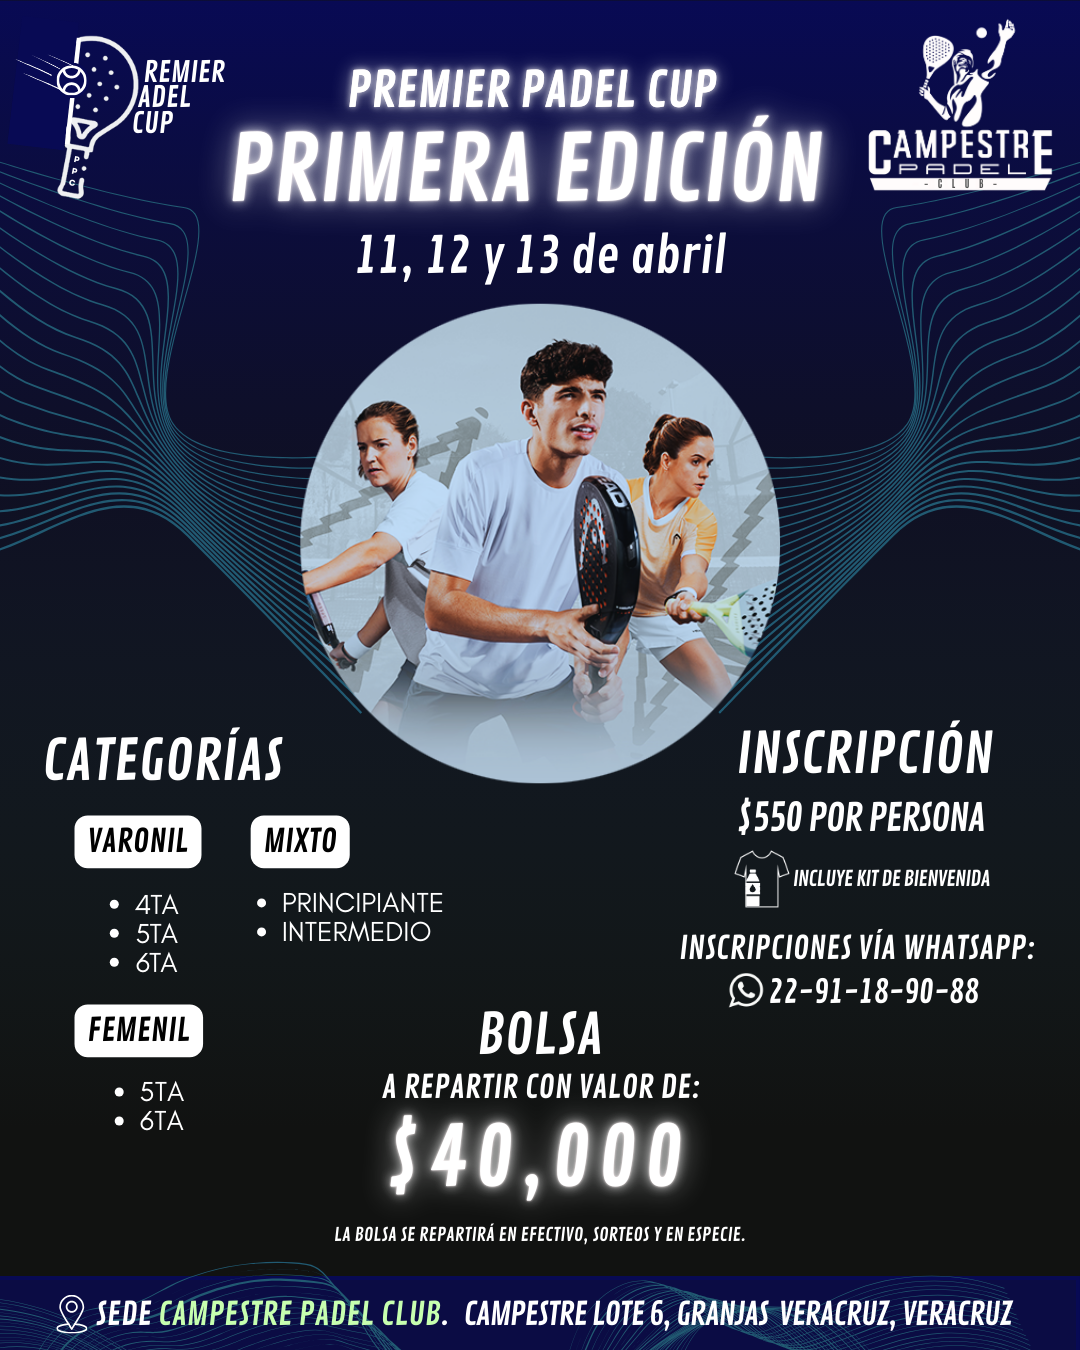 PREMIER
PADEL
CUP
PPC
PREMIER PADEL CUP
PRIMERA EDICIÓN
11, 12 y 13 de abril
CAMPESTRE
PADEL
- CLUB -
CATEGORÍAS
VARONIL
• 4TA
• 5TA
• 6TA
MIXTO
• PRINCIPIANTE
• INTERMEDIO
FEMENIL
• 5TA
• 6TA
INSCRIPCIÓN
$550 POR PERSONA
INCLUYE KIT DE BIENVENIDA
INSCRIPCIONES VÍA WHATSAPP:
22-91-18-90-88
BOLSA
A REPARTIR CON VALOR DE:
$40,000
LA BOLSA SE REPARTIRÁ EN EFECTIVO, SORTEOS Y EN ESPECIE.
SEDE CAMPESTRE PADEL CLUB. CAMPESTRE LOTE 6, GRANJAS VERACRUZ, VERACRUZ